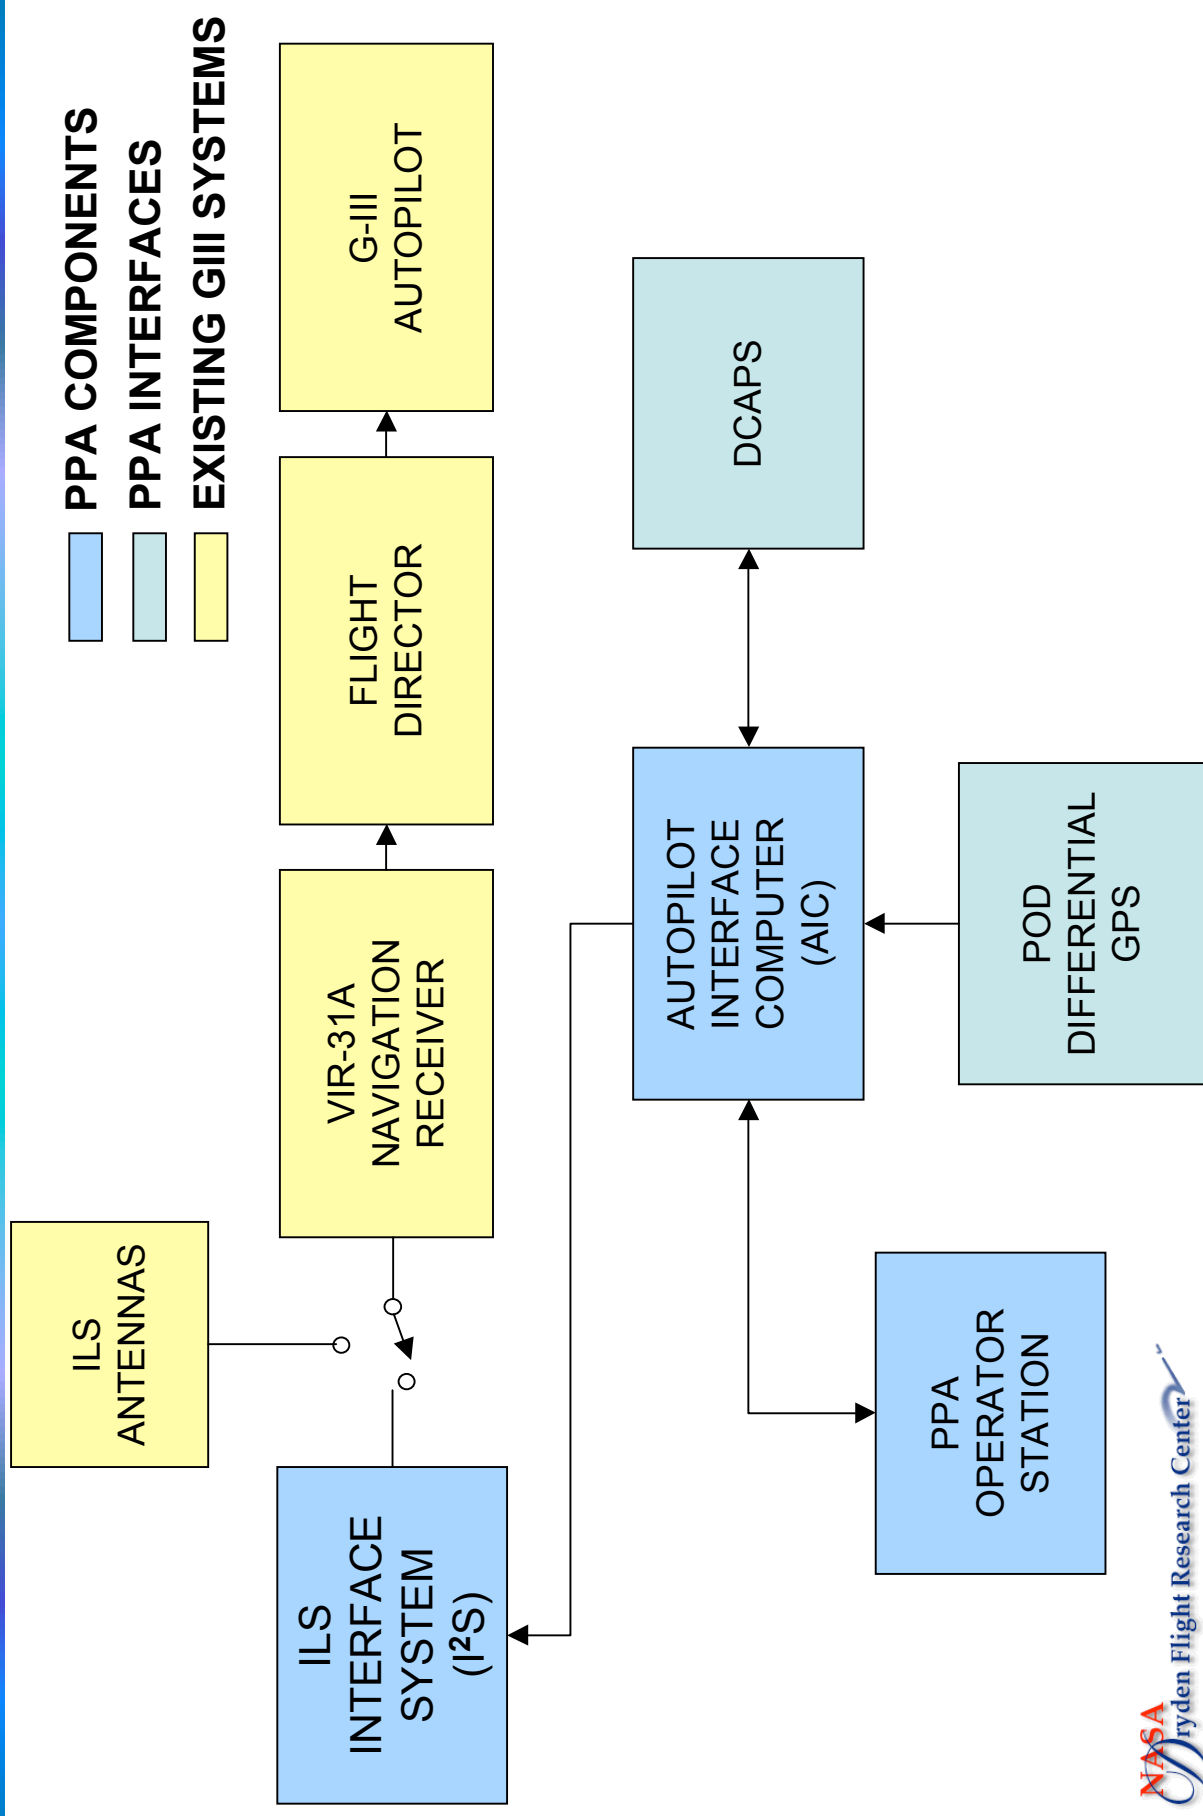 PPA COMPONENTS
PPA INTERFACES
EXISTING GIII SYSTEMS
ILS
ANTENNAS
ILS
INTERFACE
SYSTEM
(I²S)
VIR-31A
NAVIGATION
RECEIVER
FLIGHT
DIRECTOR
G-III
AUTOPILOT
AUTOPILOT
INTERFACE
COMPUTER
(AIC)
DCAPS
PPA
OPERATOR
STATION
POD
DIFFERENTIAL
GPS
NASA
Dryden Flight Research Center